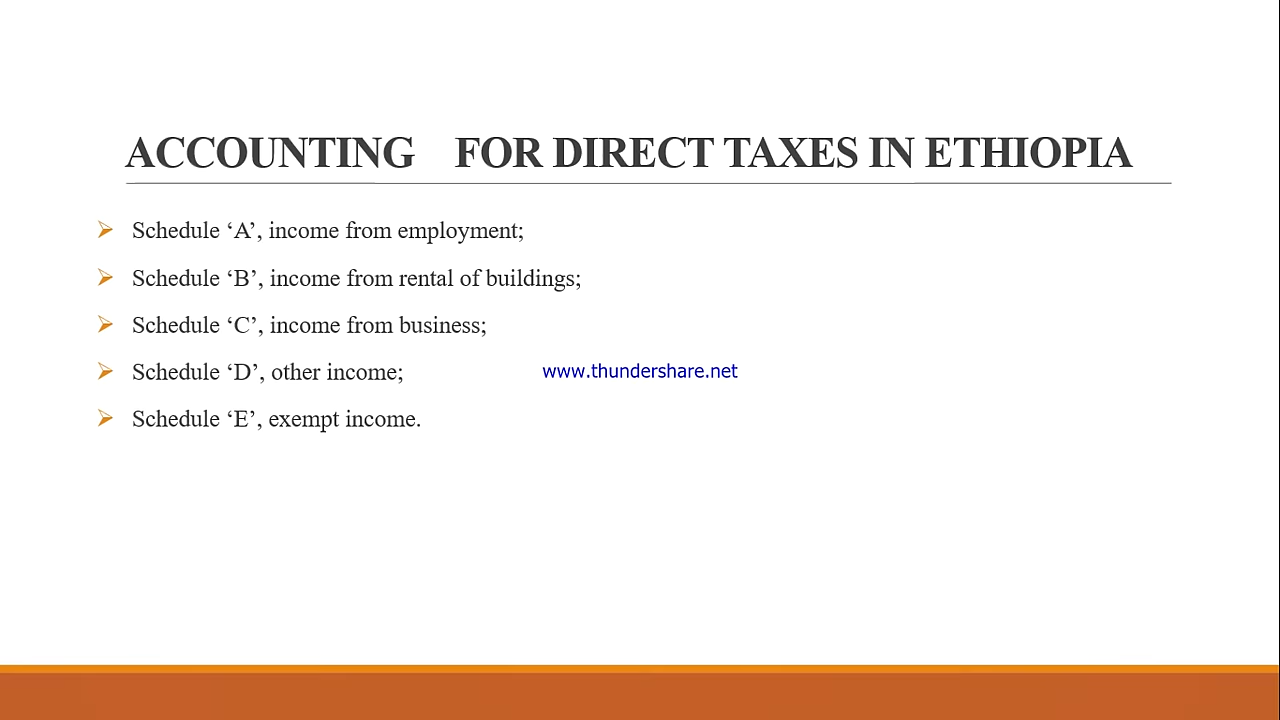 ACCOUNTING FOR DIRECT TAXES IN ETHIOPIA
➢ Schedule ‘A’, income from employment;
➢ Schedule ‘B’, income from rental of buildings;
➢ Schedule ‘C’, income from business;
➢ Schedule ‘D’, other income;
www.thundershare.net
➢ Schedule ‘E’, exempt income.